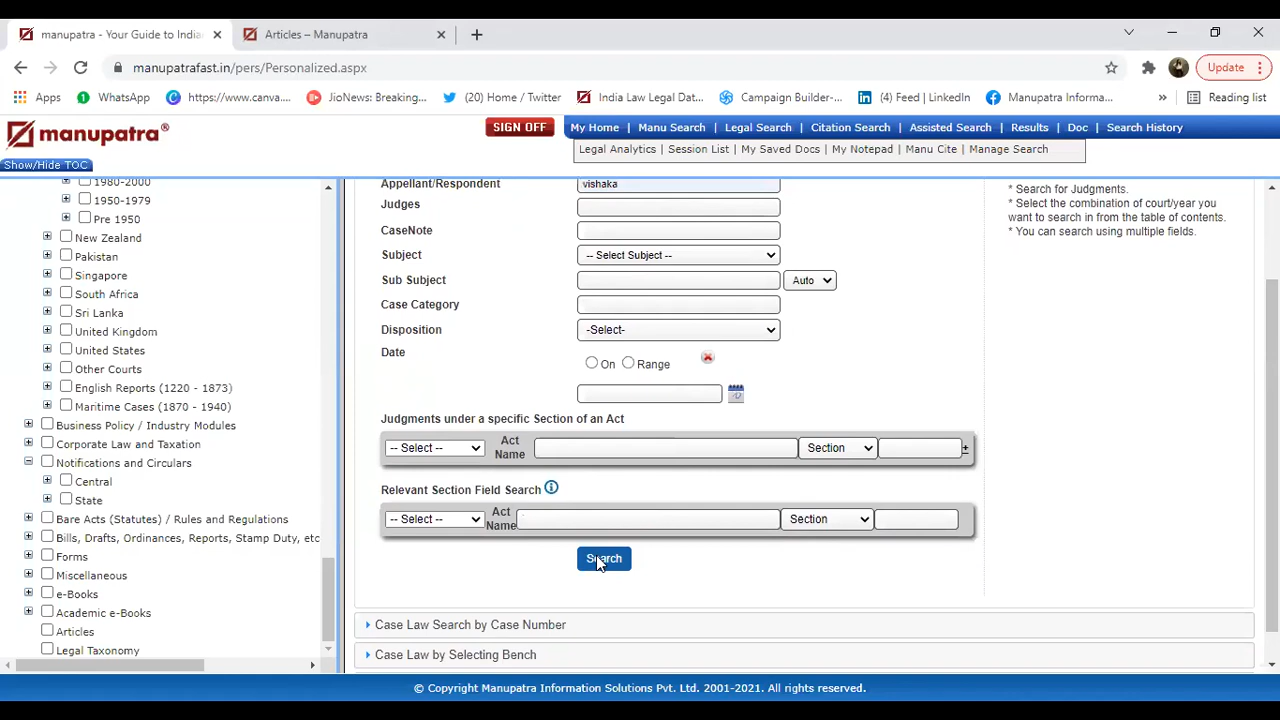 manupatra - Your Guide to India
Articles – Manupatra
manupatrafast.in/pers/Personalized.aspx
Update
Apps
WhatsApp
https://www.canva....
JioNews: Breaking...
(20) Home / Twitter
India Law Legal Dat...
Campaign Builder-...
(4) Feed | LinkedIn
Manupatra Informa...
»
Reading list
manupatra®
SIGN OFF
My Home | Manu Search | Legal Search | Citation Search | Assisted Search | Results | Doc | Search History
Legal Analytics | Session List | My Saved Docs | My Notepad | Manu Cite | Manage Search
Show/Hide TOC
1980-2000
1950-1979
Pre 1950
New Zealand
Pakistan
Singapore
South Africa
Sri Lanka
United Kingdom
United States
Other Courts
English Reports (1220 - 1873)
Maritime Cases (1870 - 1940)
Business Policy / Industry Modules
Corporate Law and Taxation
Notifications and Circulars
Central
State
Bare Acts (Statutes) / Rules and Regulations
Bills, Drafts, Ordinances, Reports, Stamp Duty, etc
Forms
Miscellaneous
e-Books
Academic e-Books
Articles
Legal Taxonomy
Appellant/Respondent vishaka
Judges
CaseNote
Subject -- Select Subject --
Sub Subject Auto
Case Category
Disposition -Select-
Date
On Range
Judgments under a specific Section of an Act
-- Select -- Act Name Section ±
Relevant Section Field Search
-- Select -- Act Name Section
Search
Case Law Search by Case Number
Case Law by Selecting Bench
* Search for Judgments.
* Select the combination of court/year you
want to search in from the table of contents.
* You can search using multiple fields.
© Copyright Manupatra Information Solutions Pvt. Ltd. 2001-2021. All rights reserved.